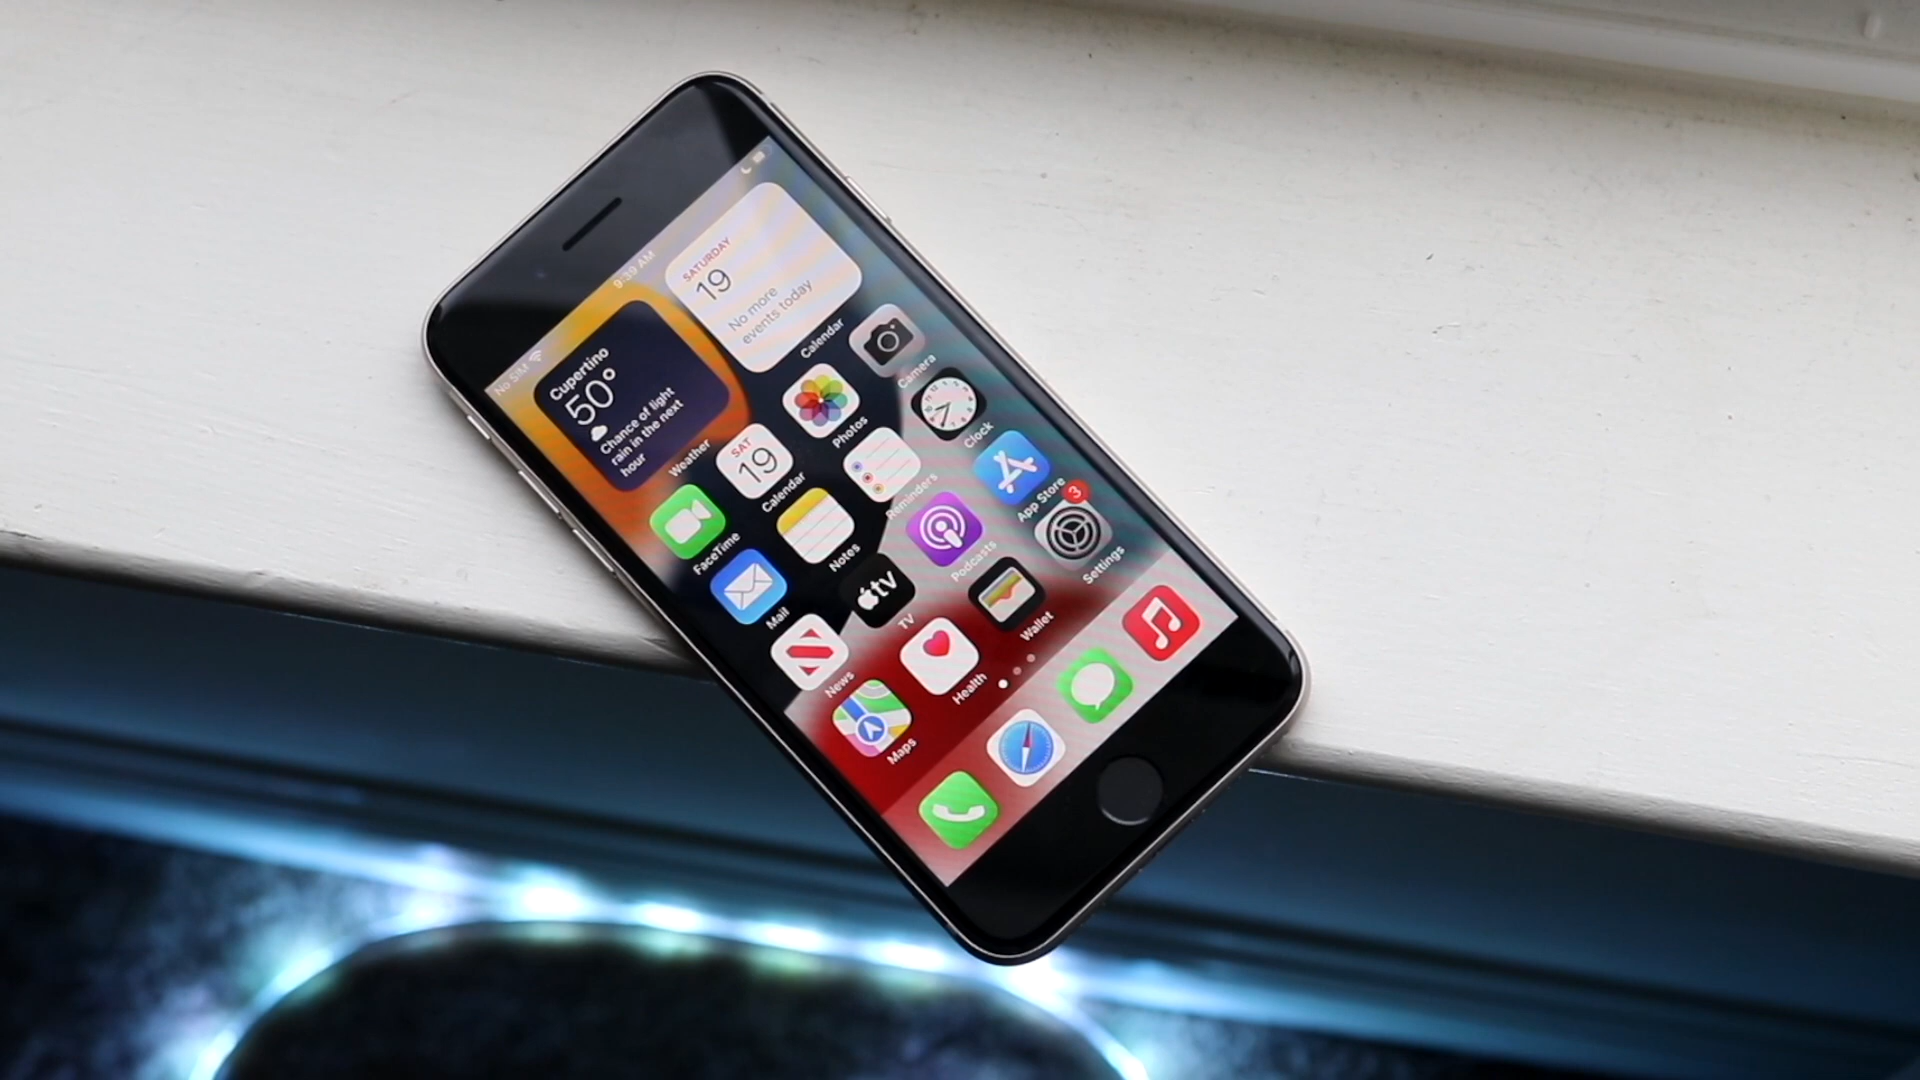 No SIM
9:39 AM
Cupertino
50°
Chance of light
rain in the next
hour
Weather
SATURDAY
19
No more
events today
Calendar
FaceTime
SAT
19
Calendar
Photos
Camera
Mail
Notes
Reminders
Clock
News
tv
TV
Podcasts
App Store
Maps
Health
Wallet
3
Settings